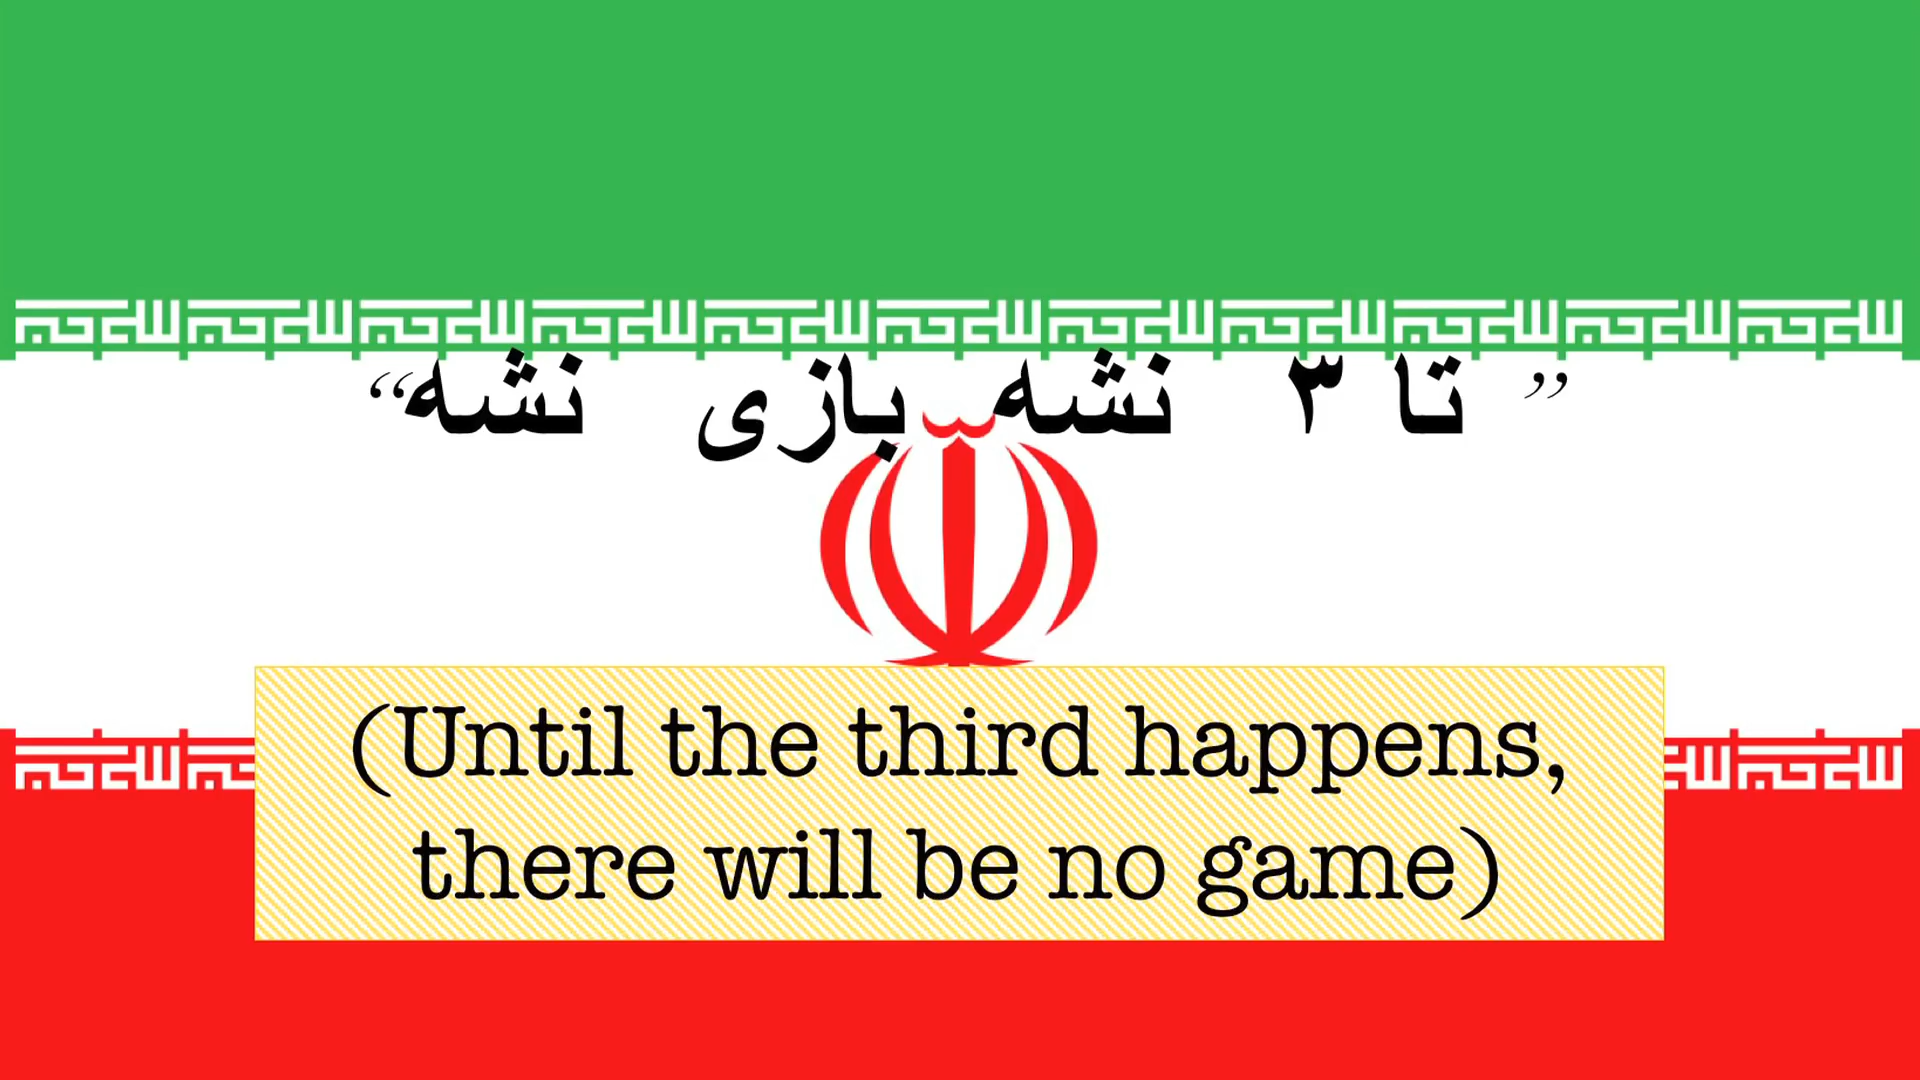 ” تا ۳ نشه بازی نشه“
(Until the third happens,
there will be no game)